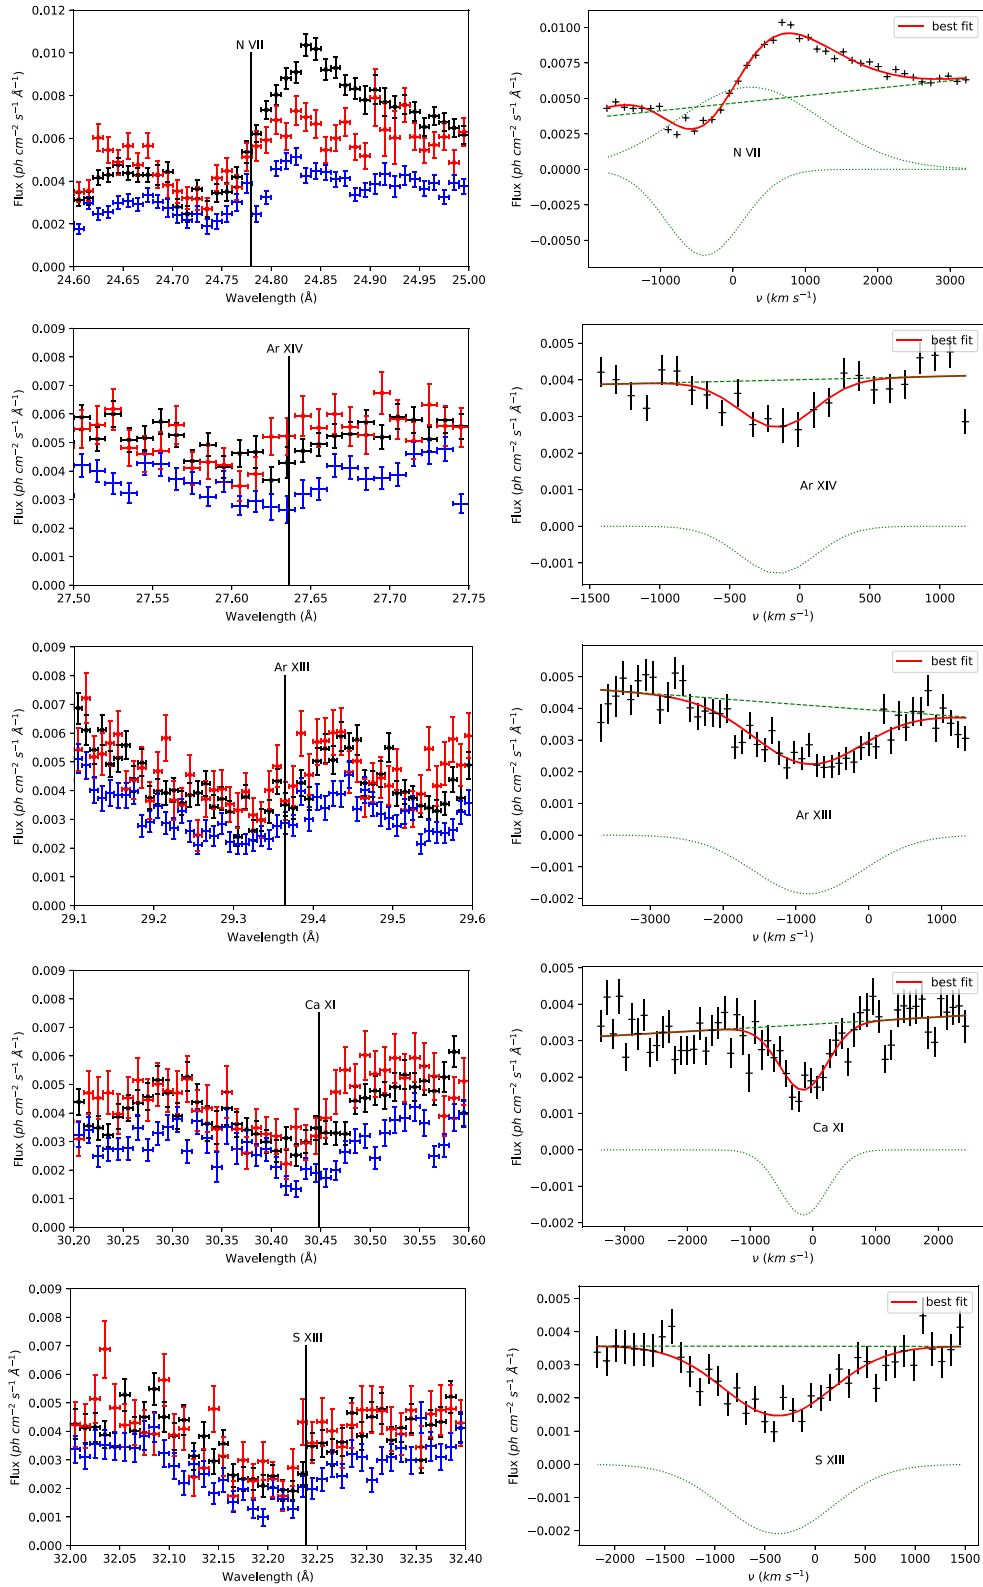 0.012
0.010
0.008
0.006
0.004
0.002
0.000
Flux (ph cm⁻² s⁻¹ Å⁻¹)
N VII
24.60 24.65 24.70 24.75 24.80 24.85 24.90 24.95 25.00
Wavelength (Å)
0.0100
0.0075
0.0050
0.0025
0.0000
−0.0025
−0.0050
Flux (ph cm⁻² s⁻¹ Å⁻¹)
best fit
N VII
−1000 0 1000 2000 3000
ν (km s⁻¹)
0.009
0.008
0.007
0.006
0.005
0.004
0.003
0.002
0.001
0.000
Flux (ph cm⁻² s⁻¹ Å⁻¹)
Ar XIV
27.50 27.55 27.60 27.65 27.70 27.75
Wavelength (Å)
0.005
0.004
0.003
0.002
0.001
0.000
−0.001
Flux (ph cm⁻² s⁻¹ Å⁻¹)
best fit
Ar XIV
−1500 −1000 −500 0 500 1000
ν (km s⁻¹)
0.009
0.008
0.007
0.006
0.005
0.004
0.003
0.002
0.001
0.000
Flux (ph cm⁻² s⁻¹ Å⁻¹)
Ar XIII
29.1 29.2 29.3 29.4 29.5 29.6
Wavelength (Å)
0.005
0.004
0.003
0.002
0.001
0.000
−0.001
−0.002
Flux (ph cm⁻² s⁻¹ Å⁻¹)
best fit
Ar XIII
−3000 −2000 −1000 0 1000
ν (km s⁻¹)
0.009
0.008
0.007
0.006
0.005
0.004
0.003
0.002
0.001
0.000
Flux (ph cm⁻² s⁻¹ Å⁻¹)
Ca XI
30.20 30.25 30.30 30.35 30.40 30.45 30.50 30.55 30.60
Wavelength (Å)
0.005
0.004
0.003
0.002
0.001
0.000
−0.001
−0.002
Flux (ph cm⁻² s⁻¹ Å⁻¹)
best fit
Ca XI
−3000 −2000 −1000 0 1000 2000
ν (km s⁻¹)
0.009
0.008
0.007
0.006
0.005
0.004
0.003
0.002
0.001
0.000
Flux (ph cm⁻² s⁻¹ Å⁻¹)
S XIII
32.00 32.05 32.10 32.15 32.20 32.25 32.30 32.35 32.40
Wavelength (Å)
0.005
0.004
0.003
0.002
0.001
0.000
−0.001
−0.002
Flux (ph cm⁻² s⁻¹ Å⁻¹)
best fit
S XIII
−2000 −1500 −1000 −500 0 500 1000 1500
ν (km s⁻¹)